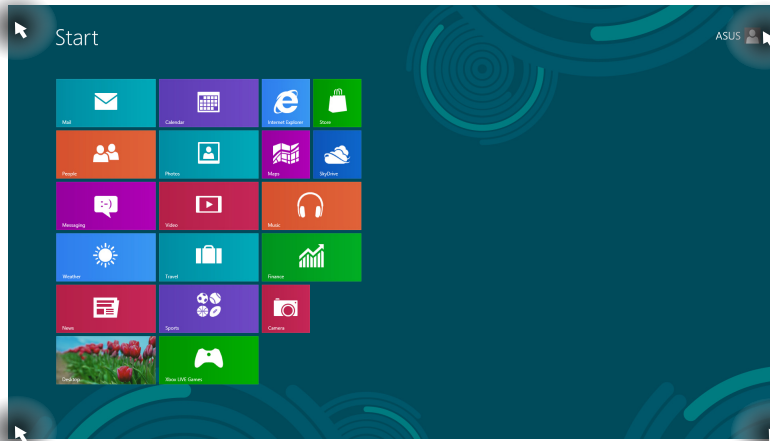 Start
ASUS
Mail
Calendar
Internet Explorer
Store
People
Photos
Maps
SkyDrive
:-)
Messaging
Video
Music
Weather
Travel
Finance
News
Sports
Camera
Desktop
Xbox LIVE Games